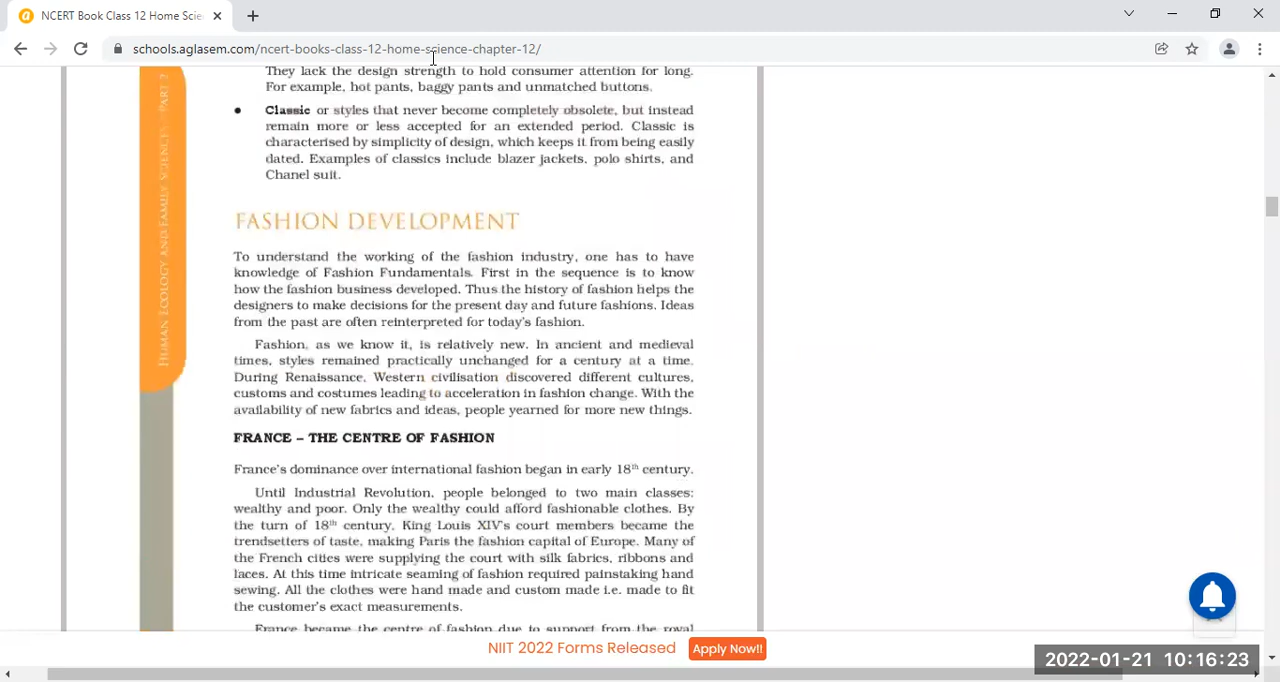 NCERT Book Class 12 Home Scie
schools.aglasem.com/ncert-books-class-12-home-science-chapter-12/
HUMAN ECOLOGY AND FAMILY SCIENCES – PART 2
They lack the design strength to hold consumer attention for long.
For example, hot pants, baggy pants and unmatched buttons.
● Classic or styles that never become completely obsolete, but instead
remain more or less accepted for an extended period. Classic is
characterised by simplicity of design, which keeps it from being easily
dated. Examples of classics include blazer jackets, polo shirts, and
Chanel suit.
FASHION DEVELOPMENT
To understand the working of the fashion industry, one has to have
knowledge of Fashion Fundamentals. First in the sequence is to know
how the fashion business developed. Thus the history of fashion helps the
designers to make decisions for the present day and future fashions. Ideas
from the past are often reinterpreted for today's fashion.
Fashion, as we know it, is relatively new. In ancient and medieval
times, styles remained practically unchanged for a century at a time.
During Renaissance, Western civilisation discovered different cultures,
customs and costumes leading to acceleration in fashion change. With the
availability of new fabrics and ideas, people yearned for more new things.
FRANCE – THE CENTRE OF FASHION
France's dominance over international fashion began in early 18th century.
Until Industrial Revolution, people belonged to two main classes:
wealthy and poor. Only the wealthy could afford fashionable clothes. By
the turn of 18th century, King Louis XIV's court members became the
trendsetters of taste, making Paris the fashion capital of Europe. Many of
the French cities were supplying the court with silk fabrics, ribbons and
laces. At this time intricate seaming of fashion required painstaking hand
sewing. All the clothes were hand made and custom made i.e. made to fit
the customer's exact measurements.
France became the centre of fashion due to support from the royal
NIIT 2022 Forms Released Apply Now!!
2022-01-21 10:16:23